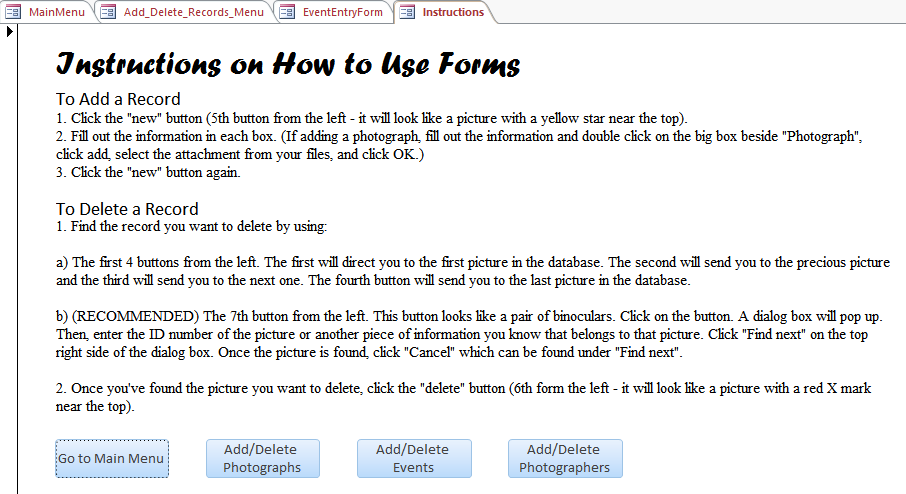 MainMenu Add_Delete_Records_Menu EventEntryForm Instructions
Instructions on How to Use Forms
To Add a Record
1. Click the "new" button (5th button from the left - it will look like a picture with a yellow star near the top).
2. Fill out the information in each box. (If adding a photograph, fill out the information and double click on the big box beside "Photograph",
click add, select the attachment from your files, and click OK.)
3. Click the "new" button again.
To Delete a Record
1. Find the record you want to delete by using:
a) The first 4 buttons from the left. The first will direct you to the first picture in the database. The second will send you to the precious picture
and the third will send you to the next one. The fourth button will send you to the last picture in the database.
b) (RECOMMENDED) The 7th button from the left. This button looks like a pair of binoculars. Click on the button. A dialog box will pop up.
Then, enter the ID number of the picture or another piece of information you know that belongs to that picture. Click "Find next" on the top
right side of the dialog box. Once the picture is found, click "Cancel" which can be found under "Find next".
2. Once you've found the picture you want to delete, click the "delete" button (6th form the left - it will look like a picture with a red X mark
near the top).
Go to Main Menu
Add/Delete
Photographs
Add/Delete
Events
Add/Delete
Photographers